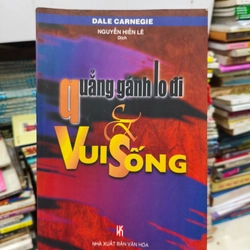 DALE CARNEGIE
NGUYỄN HIẾN LÊ
Dịch
quẳng gánh lo đi
&
VUI SỐNG
NHÀ XUẤT BẢN VĂN HÓA